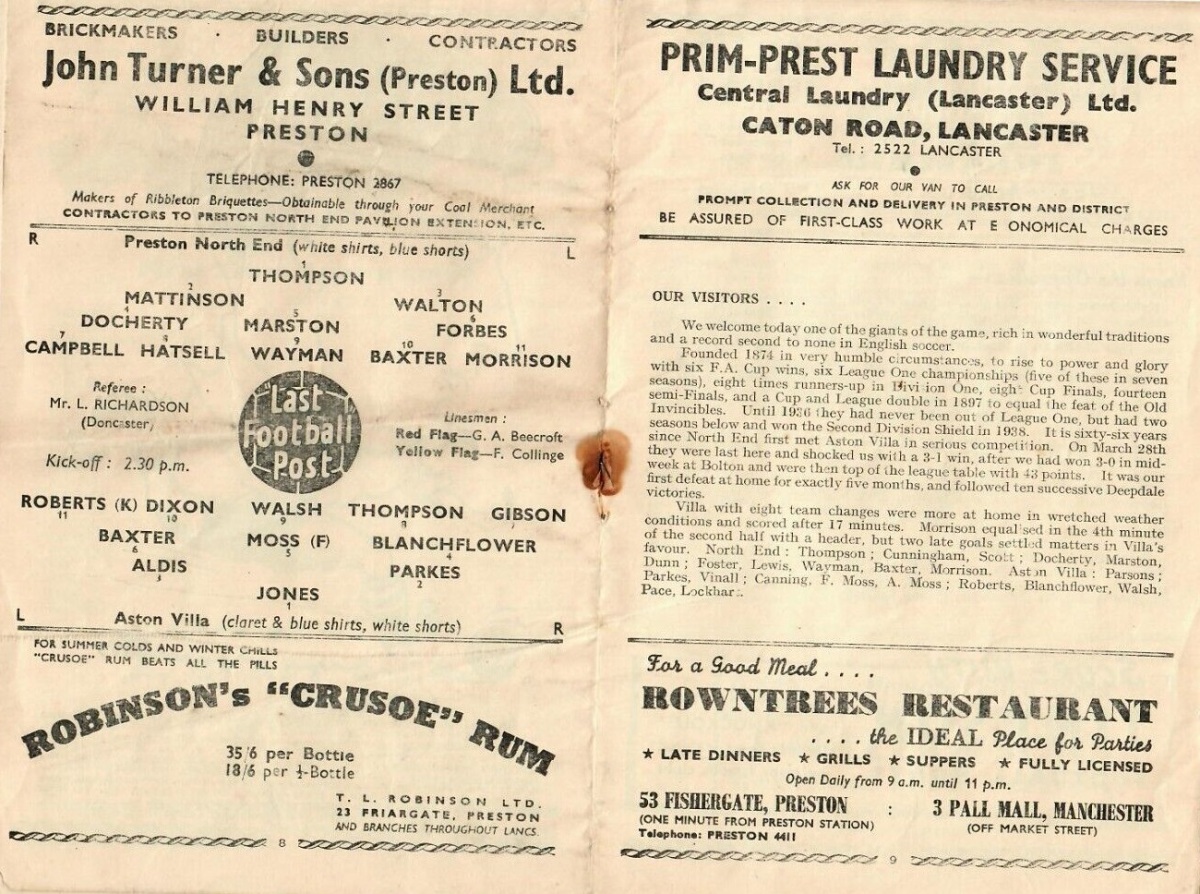 BRICKMAKERS · BUILDERS · CONTRACTORS
John Turner & Sons (Preston) Ltd.
WILLIAM HENRY STREET
PRESTON
TELEPHONE: PRESTON 2867
Makers of Ribbleton Briquettes—Obtainable through your Coal Merchant
CONTRACTORS TO PRESTON NORTH END PAVILION EXTENSION, ETC.
R Preston North End (white shirts, blue shorts) L
1
THOMPSON
2 3
MATTINSON WALTON
4 5 6
DOCHERTY MARSTON FORBES
7 8 9 10 11
CAMPBELL HATSELL WAYMAN BAXTER MORRISON
Referee :
Mr. L. RICHARDSON
(Doncaster)
Kick-off : 2.30 p.m.
Last
Football
Post
Linesmen :
Red Flag—G. A. Beecroft
Yellow Flag—F. Collinge
ROBERTS (K) DIXON WALSH THOMPSON GIBSON
11 10 9 8 7
BAXTER MOSS (F) BLANCHFLOWER
6 5 4
ALDIS PARKES
3 2
JONES
1
L Aston Villa (claret & blue shirts, white shorts) R
FOR SUMMER COLDS AND WINTER CHILLS
"CRUSOE" RUM BEATS ALL THE PILLS
ROBINSON's "CRUSOE" RUM
35/6 per Bottle
18/6 per ½-Bottle
T. L. ROBINSON LTD.
23 FRIARGATE, PRESTON
AND BRANCHES THROUGHOUT LANCS.
8
PRIM-PREST LAUNDRY SERVICE
Central Laundry (Lancaster) Ltd.
CATON ROAD, LANCASTER
Tel. : 2522 LANCASTER
ASK FOR OUR VAN TO CALL
PROMPT COLLECTION AND DELIVERY IN PRESTON AND DISTRICT
BE ASSURED OF FIRST-CLASS WORK AT E ONOMICAL CHARGES
OUR VISITORS . . . .
We welcome today one of the giants of the game, rich in wonderful traditions
and a record second to none in English soccer.
Founded 1874 in very humble circumstances, to rise to power and glory
with six F.A. Cup wins, six League One championships (five of these in seven
seasons), eight times runners-up in Division One, eight Cup Finals, fourteen
semi-Finals, and a Cup and League double in 1897 to equal the feat of the Old
Invincibles. Until 1936 they had never been out of League One, but had two
seasons below and won the Second Division Shield in 1938. It is sixty-six years
since North End first met Aston Villa in serious competition. On March 28th
they were last here and shocked us with a 3-1 win, after we had won 3-0 in mid-
week at Bolton and were then top of the league table with 43 points. It was our
first defeat at home for exactly five months, and followed ten successive Deepdale
victories.
Villa with eight team changes were more at home in wretched weather
conditions and scored after 17 minutes. Morrison equalised in the 4th minute
of the second half with a header, but two late goals settled matters in Villa's
favour. North End : Thompson ; Cunningham, Scott ; Docherty, Marston,
Dunn ; Foster, Lewis, Wayman, Baxter, Morrison. Aston Villa : Parsons ;
Parkes, Vinall ; Canning, F. Moss, A. Moss ; Roberts, Blanchflower, Walsh,
Pace, Lockhar.
For a Good Meal . . . .
ROWNTREES RESTAURANT
. . . . the IDEAL Place for Parties
★ LATE DINNERS ★ GRILLS ★ SUPPERS ★ FULLY LICENSED
Open Daily from 9 a.m. until 11 p.m.
53 FISHERGATE, PRESTON : 3 PALL MALL, MANCHESTER
(ONE MINUTE FROM PRESTON STATION) (OFF MARKET STREET)
Telephone: PRESTON 4411
9